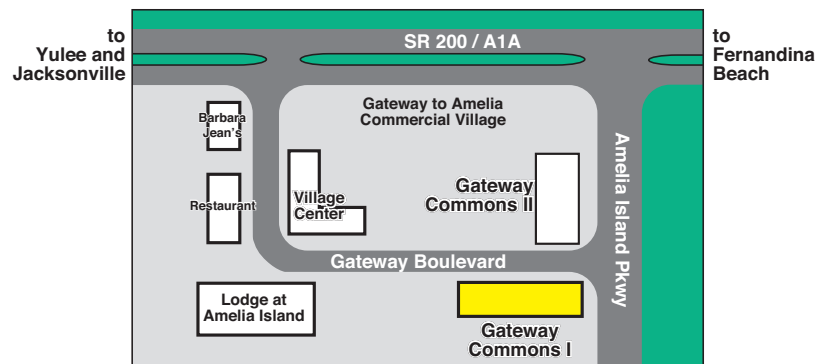 to
Yulee and
Jacksonville
SR 200 / A1A
to
Fernandina
Beach
Gateway to Amelia
Commercial Village
Barbara
Jean's
Restaurant
Village
Center
Gateway
Commons II
Amelia Island Pkwy
Gateway Boulevard
Lodge at
Amelia Island
Gateway
Commons I